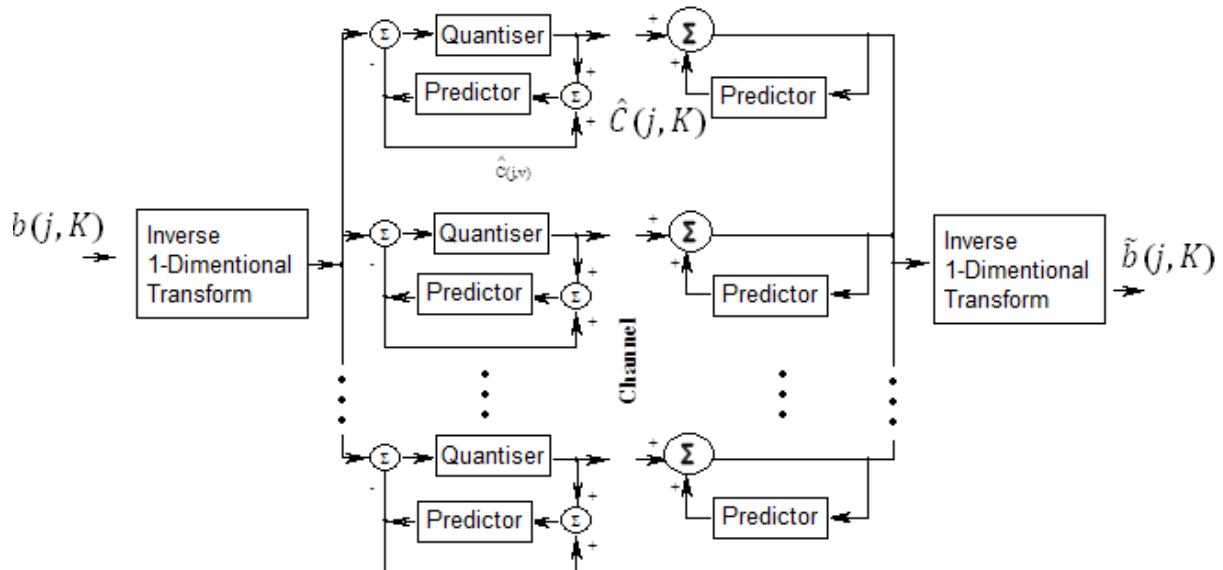 Σ
Quantiser
+
Σ
-
Predictor
+
Σ
+
+
Predictor
Ĉ(j, K)
ĉ(j,v)
b(j, K)
Inverse
1-Dimentional
Transform
Σ
Quantiser
+
Σ
-
Predictor
+
Σ
+
+
Predictor
Inverse
1-Dimentional
Transform
b̃(j, K)
Channel
Σ
Quantiser
+
Σ
-
Predictor
+
Σ
+
+
Predictor